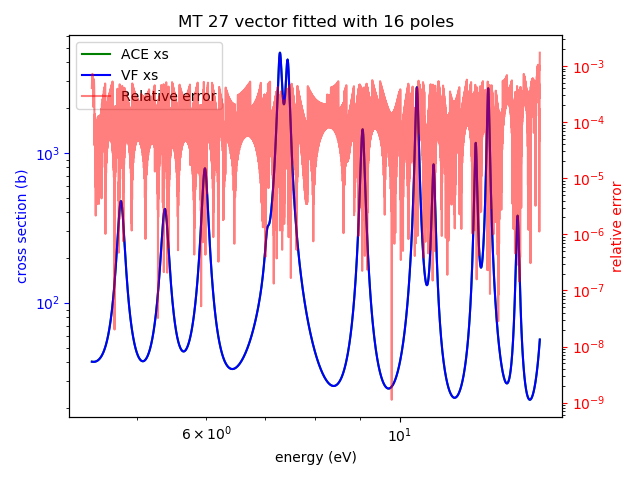 MT 27 vector fitted with 16 poles
ACE xs
VF xs
Relative error
cross section (b)
10³
10²
6 × 10⁰
10¹
energy (eV)
10⁻³
10⁻⁴
10⁻⁵
10⁻⁶
10⁻⁷
10⁻⁸
10⁻⁹
relative error